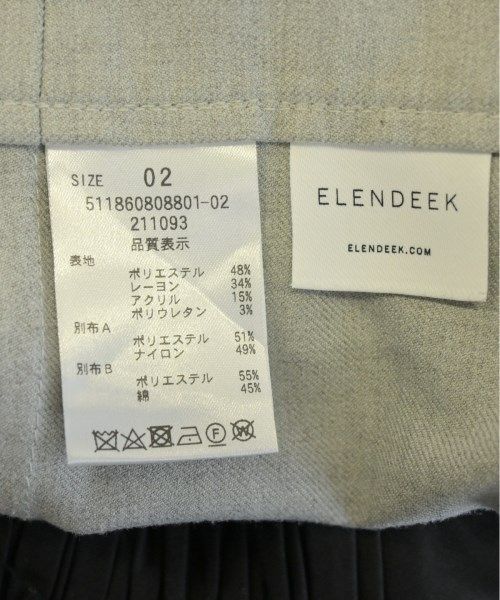 SIZE 02
511860808801-02
211093
品質表示
表地
ポリエステル 48%
レーヨン 34%
アクリル 15%
ポリウレタン 3%
別布A
ポリエステル 51%
ナイロン 49%
別布B
ポリエステル 55%
綿 45%
F W
ELENDEEK
ELENDEEK.COM